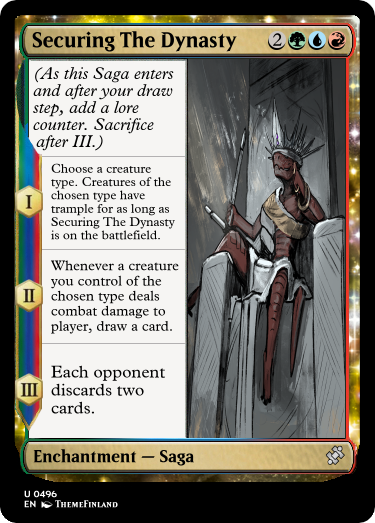 Securing The Dynasty 2
(As this Saga enters
and after your draw
step, add a lore
counter. Sacrifice
after III.)
I
Choose a creature
type. Creatures of the
chosen type have
trample for as long as
Securing The Dynasty
is on the battlefield.
II
Whenever a creature
you control of the
chosen type deals
combat damage to
player, draw a card.
III
Each opponent
discards two
cards.
Enchantment — Saga
U 0496
EN ThemeFinland